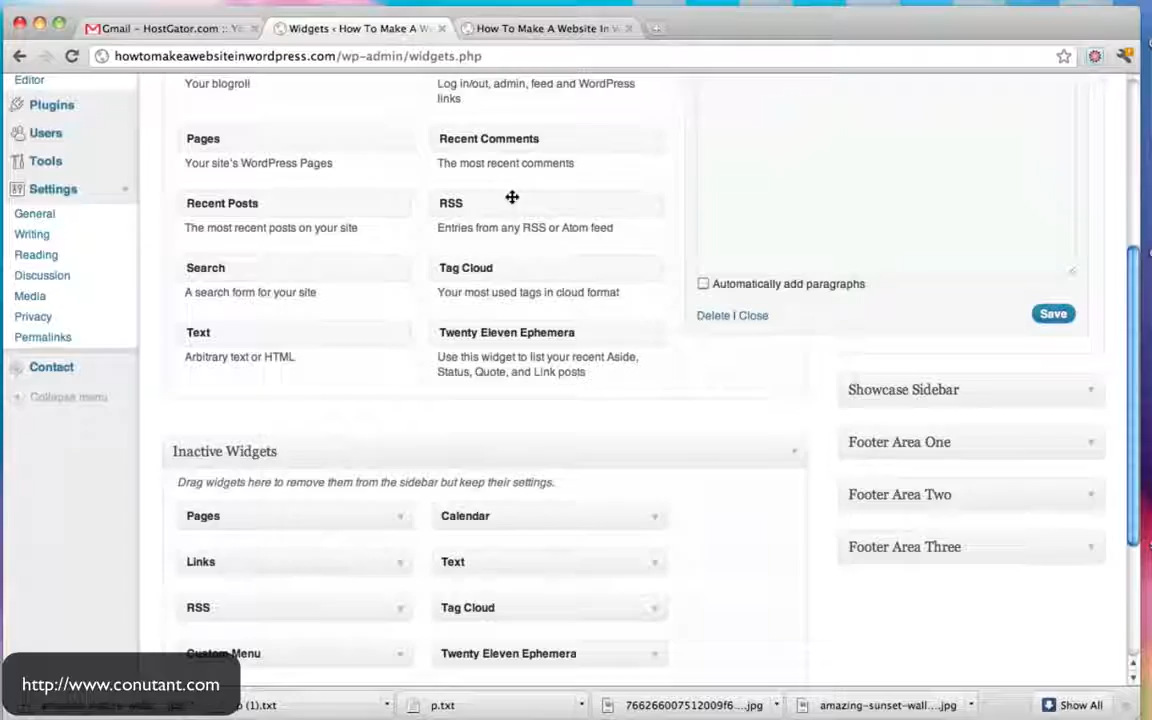 Gmail – HostGator.com :: Yo
Widgets ‹ How To Make A W
How To Make A Website In W
howtomakeawebsiteinwordpress.com/wp-admin/widgets.php
Editor
Plugins
Users
Tools
Settings
General
Writing
Reading
Discussion
Media
Privacy
Permalinks
Contact
Collapse menu
Your blogroll
Log in/out, admin, feed and WordPress
links
Pages
Recent Comments
Your site's WordPress Pages
The most recent comments
Recent Posts
RSS
The most recent posts on your site
Entries from any RSS or Atom feed
Search
Tag Cloud
A search form for your site
Your most used tags in cloud format
Text
Twenty Eleven Ephemera
Arbitrary text or HTML
Use this widget to list your recent Aside,
Status, Quote, and Link posts
Automatically add paragraphs
Delete | Close
Save
Showcase Sidebar
Footer Area One
Footer Area Two
Footer Area Three
Inactive Widgets
Drag widgets here to remove them from the sidebar but keep their settings.
Pages
Calendar
Links
Text
RSS
Tag Cloud
Custom Menu
Twenty Eleven Ephemera
http://www.conutant.com
(1).txt
p.txt
766266007512009f6....jpg
amazing-sunset-wall....jpg
Show All